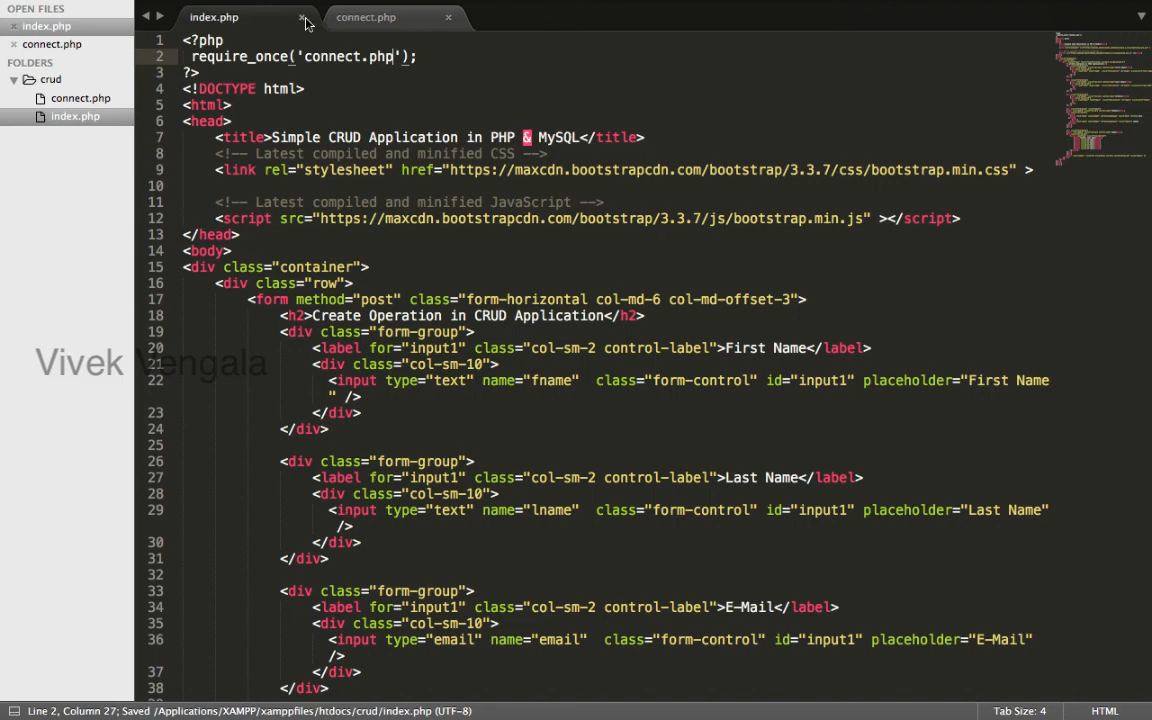 OPEN FILES
index.php
connect.php
FOLDERS
crud
connect.php
index.php
index.php
connect.php
1 <?php
2 require_once('connect.php');
3 ?>
4 <!DOCTYPE html>
5 <html>
6 <head>
7 <title>Simple CRUD Application in PHP & MySQL</title>
8 <!-- Latest compiled and minified CSS -->
9 <link rel="stylesheet" href="https://maxcdn.bootstrapcdn.com/bootstrap/3.3.7/css/bootstrap.min.css" >
10
11 <!-- Latest compiled and minified JavaScript -->
12 <script src="https://maxcdn.bootstrapcdn.com/bootstrap/3.3.7/js/bootstrap.min.js" ></script>
13 </head>
14 <body>
15 <div class="container">
16 <div class="row">
17 <form method="post" class="form-horizontal col-md-6 col-md-offset-3">
18 <h2>Create Operation in CRUD Application</h2>
19 <div class="form-group">
20 <label for="input1" class="col-sm-2 control-label">First Name</label>
21 <div class="col-sm-10">
22 <input type="text" name="fname"  class="form-control" id="input1" placeholder="First Name
" />
23 </div>
24 </div>
25
26 <div class="form-group">
27 <label for="input1" class="col-sm-2 control-label">Last Name</label>
28 <div class="col-sm-10">
29 <input type="text" name="lname"  class="form-control" id="input1" placeholder="Last Name"
/>
30 </div>
31 </div>
32
33 <div class="form-group">
34 <label for="input1" class="col-sm-2 control-label">E-Mail</label>
35 <div class="col-sm-10">
36 <input type="email" name="email"  class="form-control" id="input1" placeholder="E-Mail"
/>
37 </div>
38 </div>
Vivek Vengala
Line 2, Column 27; Saved /Applications/XAMPP/xamppfiles/htdocs/crud/index.php (UTF-8)
Tab Size: 4
HTML